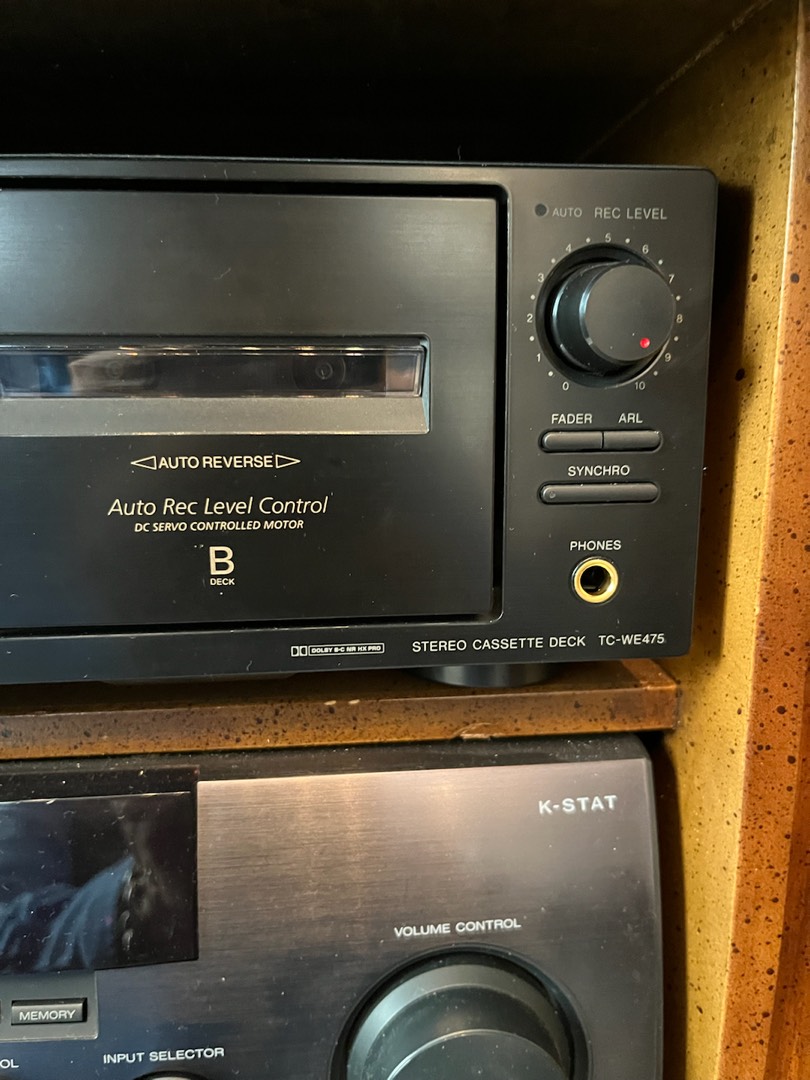 AUTO REC LEVEL
0 1 2 3 4 5 6 7 8 9 10
FADER ARL
SYNCHRO
AUTO REVERSE
Auto Rec Level Control
DC SERVO CONTROLLED MOTOR
B
DECK
PHONES
DOLBY B-C NR HX PRO
STEREO CASSETTE DECK TC-WE475
K-STAT
VOLUME CONTROL
MEMORY
OL
INPUT SELECTOR